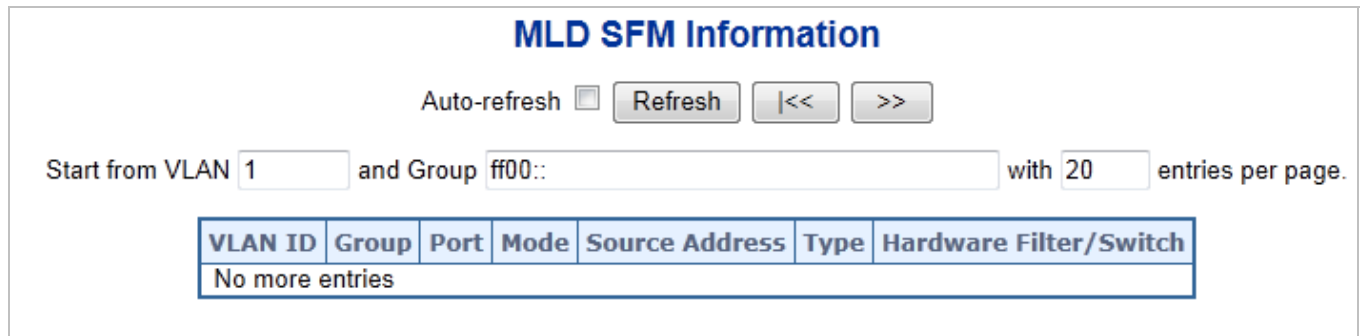 MLD SFM Information
Auto-refresh Refresh |<< >>
Start from VLAN 1 and Group ff00:: with 20 entries per page.
VLAN ID Group Port Mode Source Address Type Hardware Filter/Switch
No more entries